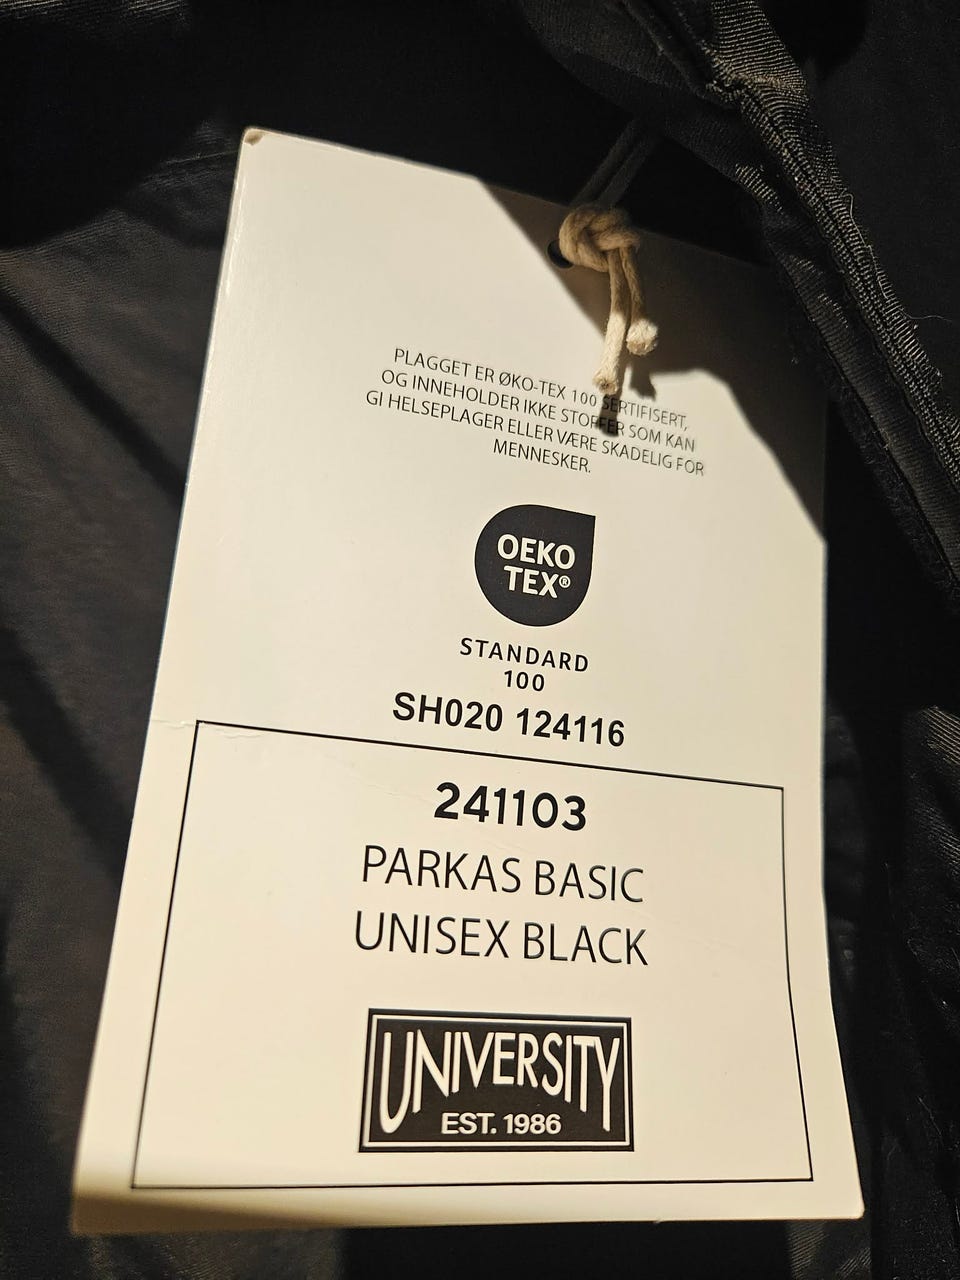 PLAGGET ER ØKO-TEX 100 SERTIFISERT,
OG INNEHOLDER IKKE STOFFER SOM KAN
GI HELSEPLAGER ELLER VÆRE SKADELIG FOR
MENNESKER.
OEKO
TEX®
STANDARD
100
SH020 124116
241103
PARKAS BASIC
UNISEX BLACK
UNIVERSITY
EST. 1986